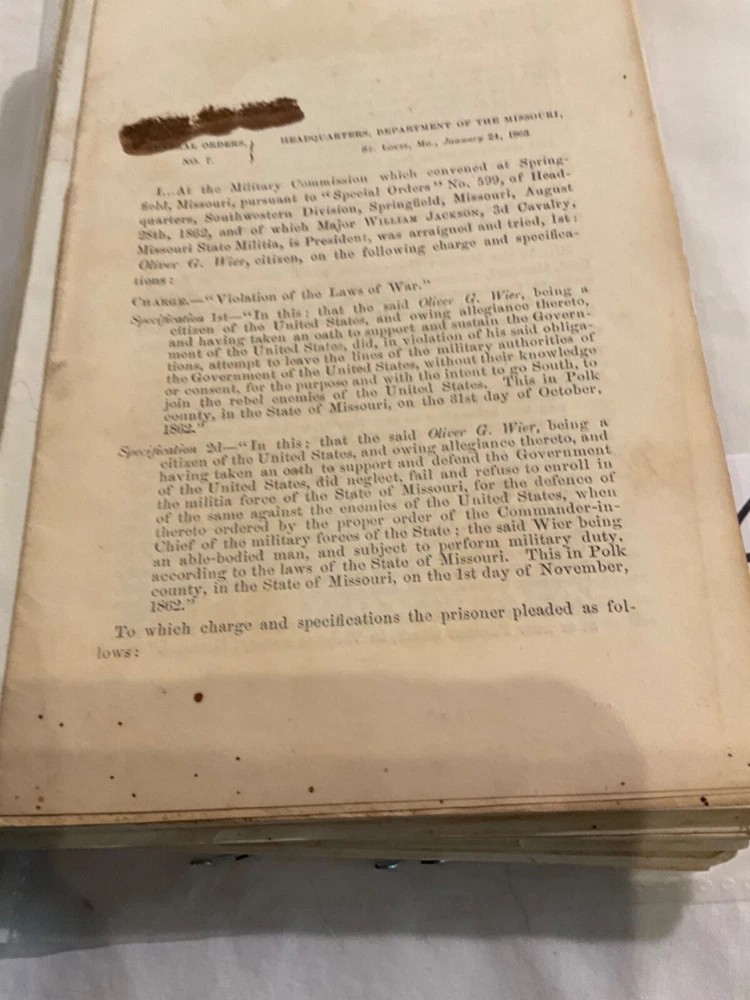 ORDERS,
NO. 7.
HEADQUARTERS, DEPARTMENT OF THE MISSOURI,
St. Louis, Mo., January 24, 1863
I...At the Military Commission which convened at Spring-
field, Missouri, pursuant to "Special Orders" No. 599, of Head-
quarters, Southwestern Division, Springfield, Missouri, August
28th, 1862, and of which Major WILLIAM JACKSON, 3d Cavalry,
Missouri State Militia, is President, was arraigned and tried, 1st:
Oliver G. Wier, citizen, on the following charge and specifica-
tions:
CHARGE.—"Violation of the Laws of War."
Specification 1st—"In this; that the said Oliver G. Wier, being a
citizen of the United States, and owing allegiance thereto,
and having taken an oath to support and sustain the Govern-
ment of the United States, did, in violation of his said obliga-
tions, attempt to leave the lines of the military authorities of
the Government of the United States, without their knowledge
or consent, for the purpose and with the intent to go South, to
join the rebel enemies of the United States. This in Polk
county, in the State of Missouri, on the 31st day of October,
1862."
Specification 2d—"In this; that the said Oliver G. Wier, being a
citizen of the United States, and owing allegiance thereto, and
having taken an oath to support and defend the Government
of the United States, did neglect, fail and refuse to enroll in
the militia force of the State of Missouri, for the defence of
of the same against the enemies of the United States, when
thereto ordered by the proper order of the Commander-in-
Chief of the military forces of the State; the said Wier being
an able-bodied man, and subject to perform military duty,
according to the laws of the State of Missouri. This in Polk
county, in the State of Missouri, on the 1st day of November,
1862."
To which charge and specifications the prisoner pleaded as fol-
lows: